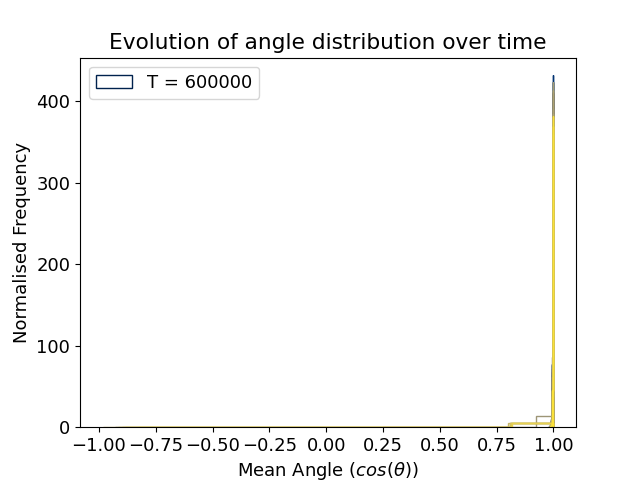 Evolution of angle distribution over time
T = 600000
Normalised Frequency
400
300
200
100
0
−1.00 −0.75 −0.50 −0.25 0.00 0.25 0.50 0.75 1.00
Mean Angle (cos(θ))